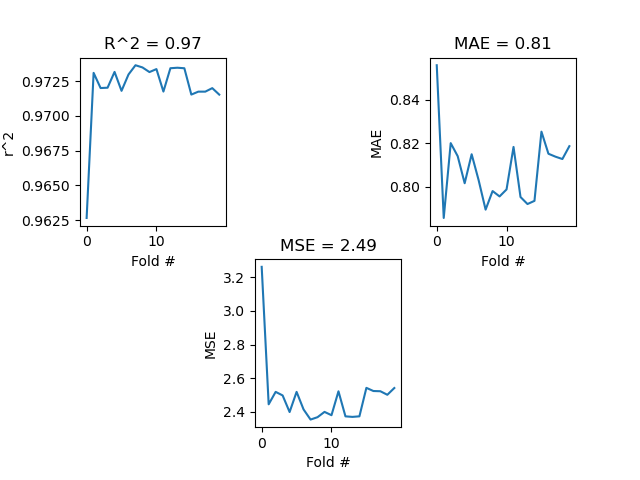 R^2 = 0.97
r^2
0.9725
0.9700
0.9675
0.9650
0.9625
0
10
Fold #
MAE = 0.81
MAE
0.84
0.82
0.80
0
10
Fold #
MSE = 2.49
MSE
3.2
3.0
2.8
2.6
2.4
0
10
Fold #